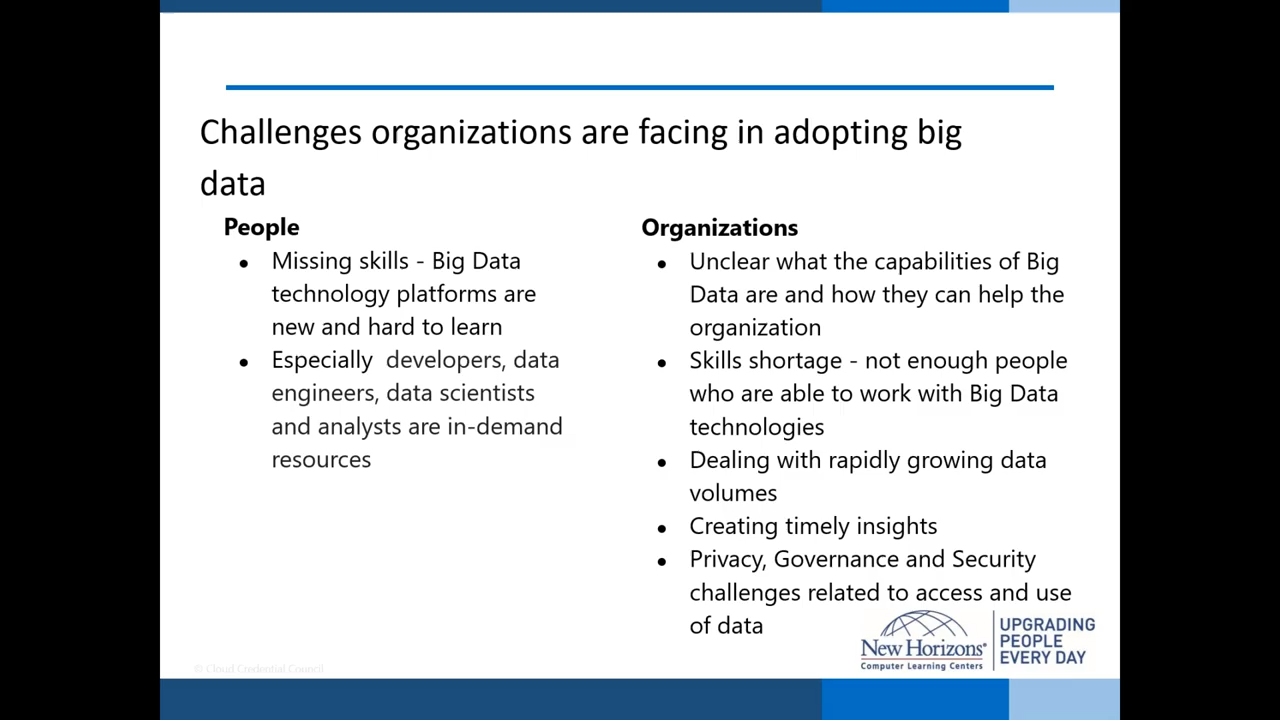 Challenges organizations are facing in adopting big
data
People
● Missing skills - Big Data
technology platforms are
new and hard to learn
● Especially developers, data
engineers, data scientists
and analysts are in-demand
resources
Organizations
● Unclear what the capabilities of Big
Data are and how they can help the
organization
● Skills shortage - not enough people
who are able to work with Big Data
technologies
● Dealing with rapidly growing data
volumes
● Creating timely insights
● Privacy, Governance and Security
challenges related to access and use
of data
© Cloud Credential Council
New Horizons®
Computer Learning Centers
UPGRADING
PEOPLE
EVERY DAY